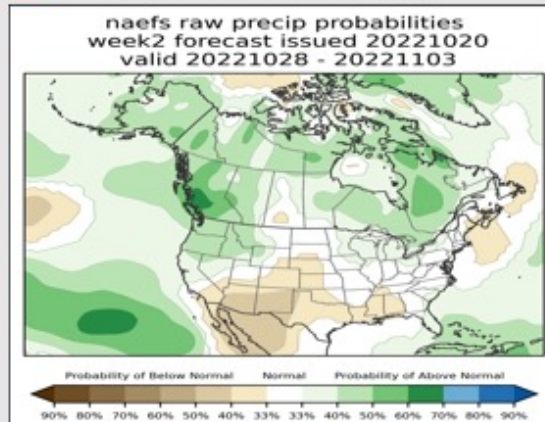 naefs raw precip probabilities
week2 forecast issued 20221020
valid 20221028 - 20221103
Probability of Below Normal Normal Probability of Above Normal
90% 80% 70% 60% 50% 40% 33% 33% 40% 50% 60% 70% 80% 90%